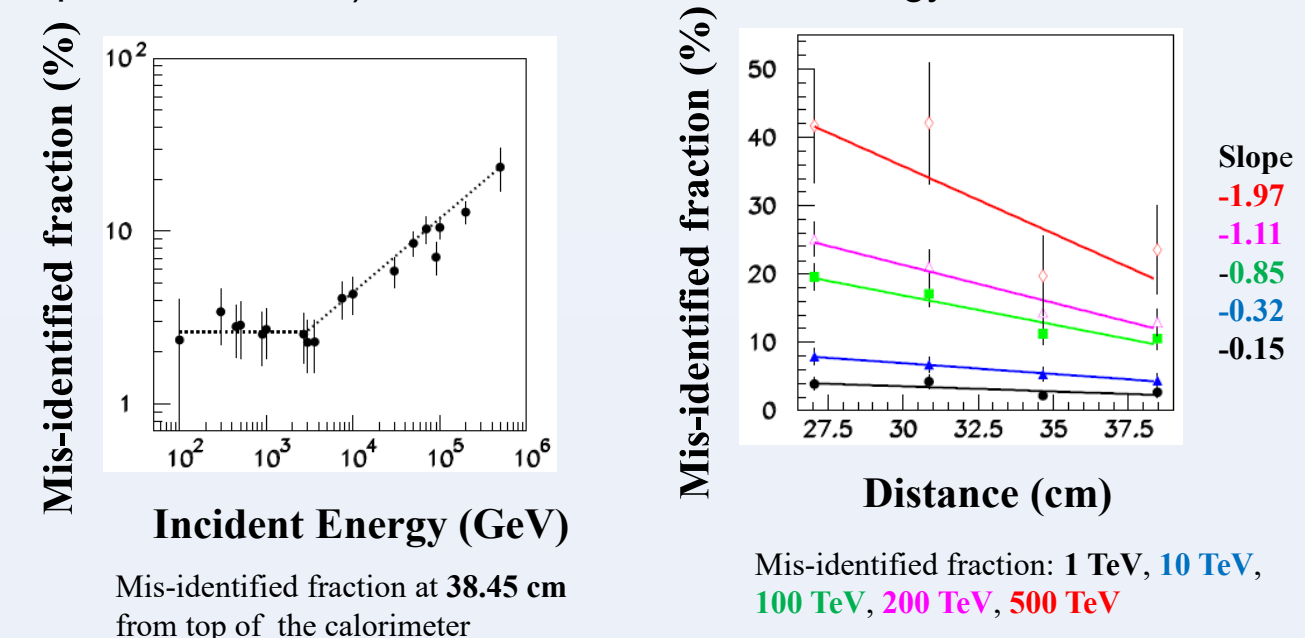 Mis-identified fraction (%)
10²
10
1
10² 10³ 10⁴ 10⁵ 10⁶
Incident Energy (GeV)
Mis-identified fraction at 38.45 cm
from top of the calorimeter
Mis-identified fraction (%)
50
40
30
20
10
0
27.5 30 32.5 35 37.5
Distance (cm)
Slope
-1.97
-1.11
-0.85
-0.32
-0.15
Mis-identified fraction: 1 TeV, 10 TeV,
100 TeV, 200 TeV, 500 TeV